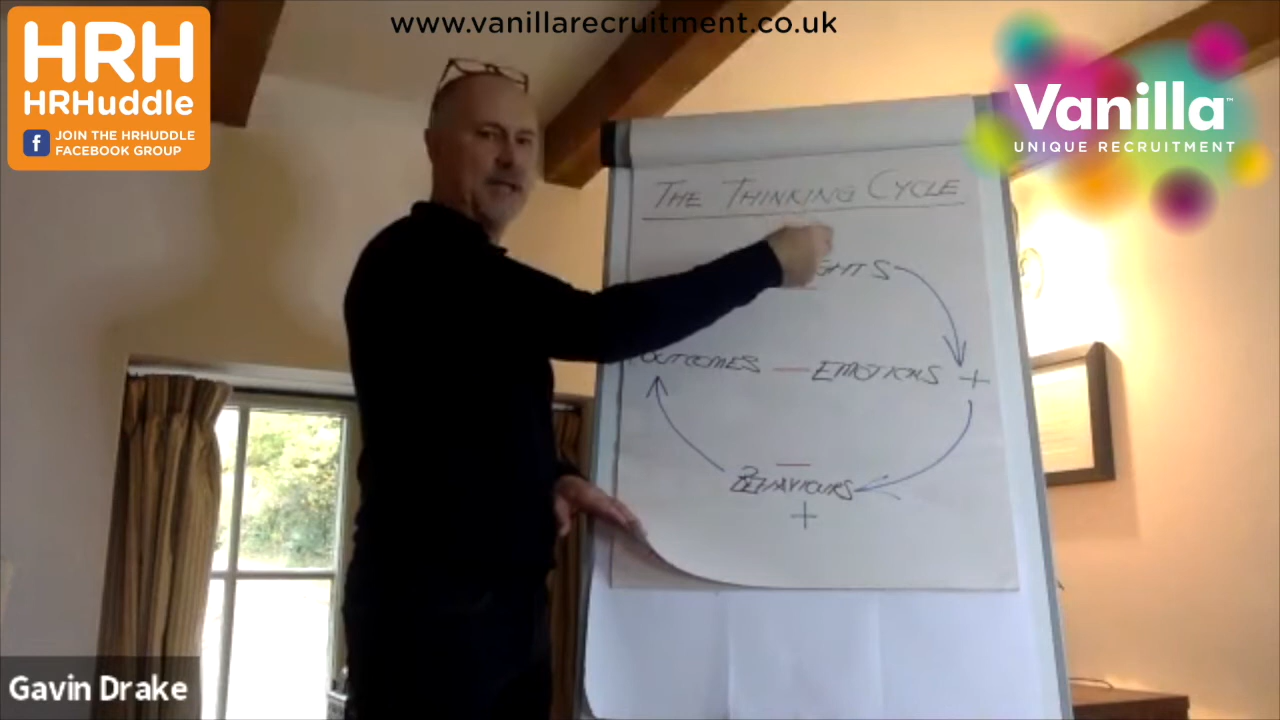 www.vanillarecruitment.co.uk
HRH
HRHuddle
f JOIN THE HRHUDDLE
FACEBOOK GROUP
Vanilla™
UNIQUE RECRUITMENT
THE THINKING CYCLE
OUTCOMES — EMOTIONS +
—
BEHAVIOURS
+
Gavin Drake